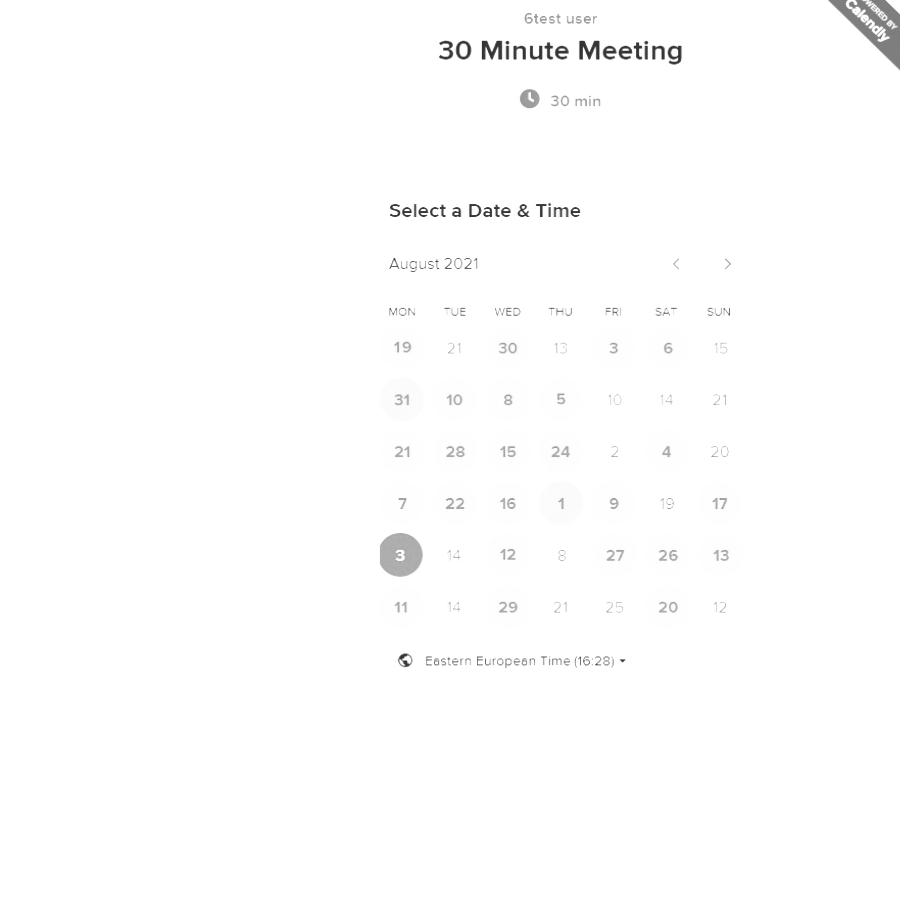 6test user
POWERED BY
Calendly
30 Minute Meeting
30 min
Select a Date & Time
August 2021
MON TUE WED THU FRI SAT SUN
19 21 30 13 3 6 15
31 10 8 5 10 14 21
21 28 15 24 2 4 20
7 22 16 1 9 19 17
3 14 12 8 27 26 13
11 14 29 21 25 20 12
Eastern European Time (16:28)